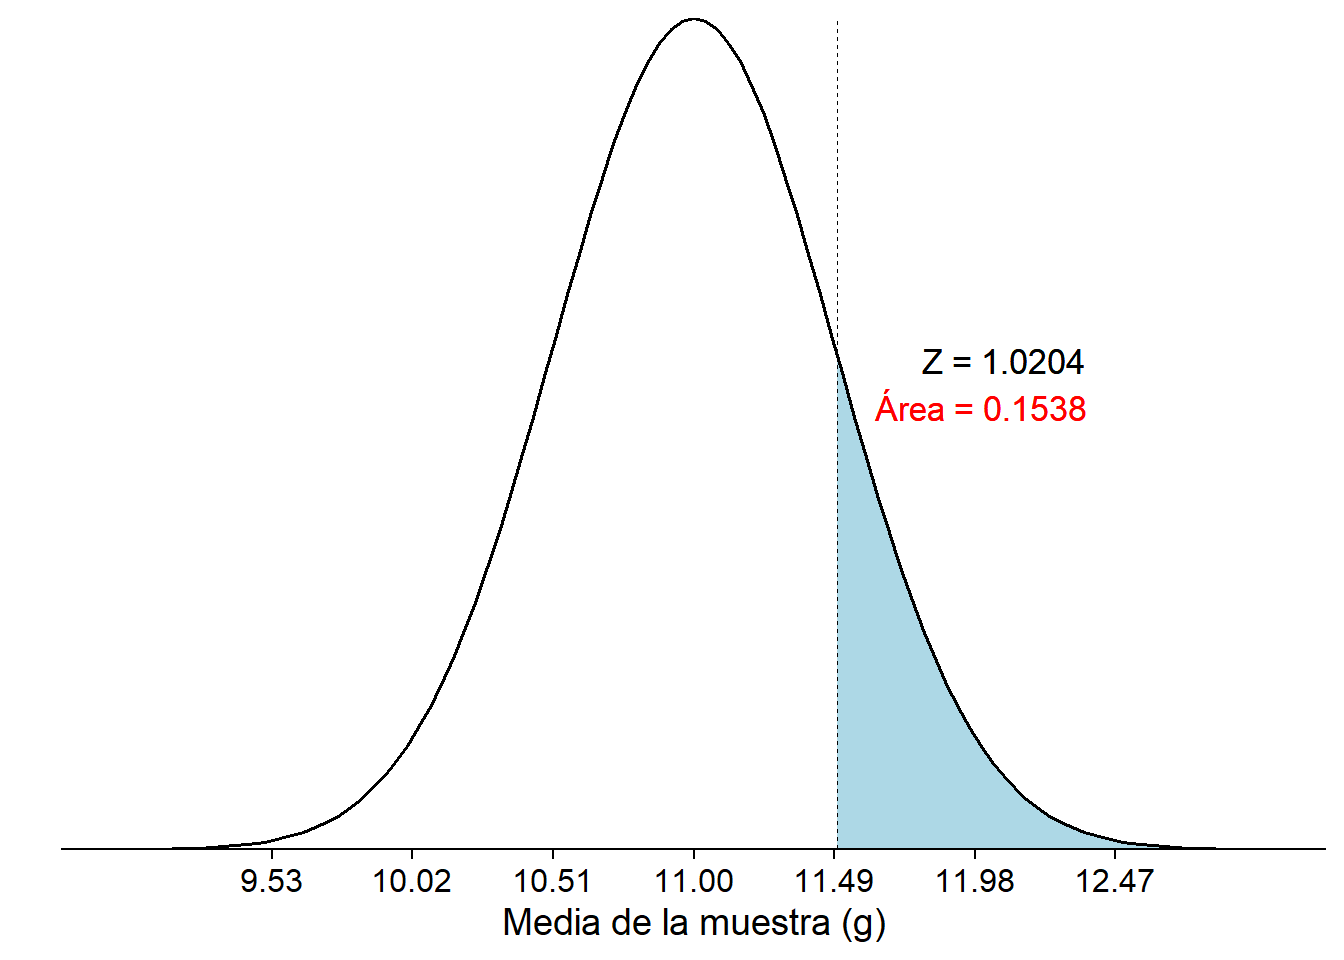 Z = 1.0204
Área = 0.1538
9.53 10.02 10.51 11.00 11.49 11.98 12.47
Media de la muestra (g)